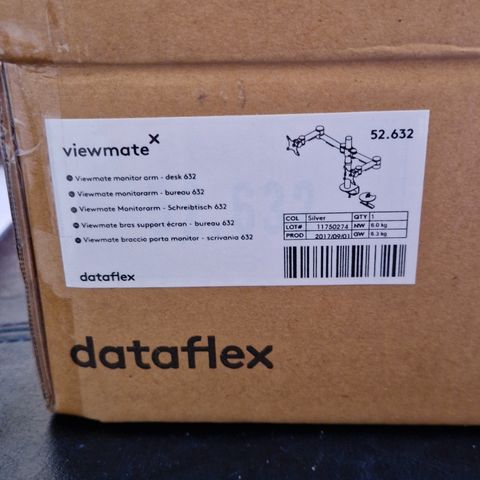 viewmate X
52.632
Viewmate monitor arm - desk 632
Viewmate monitorarm - bureau 632
Viewmate Monitorarm - Schreibtisch 632
Viewmate bras support écran - bureau 632
Viewmate braccio porta monitor - scrivania 632
COL Silver QTY 1
LOT# 11750274 NW 6.0 kg
PROD 2017/09/01 GW 6.3 kg
dataflex
dataflex